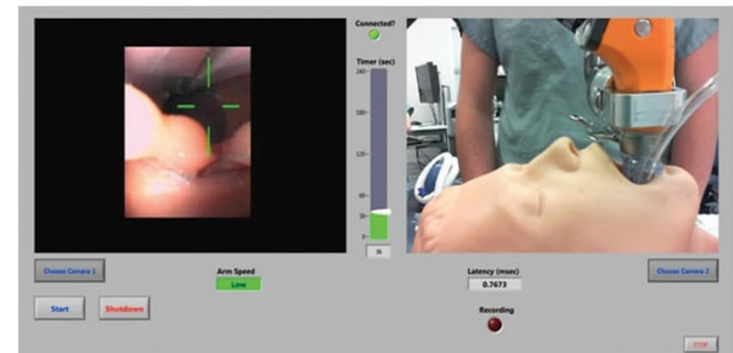 Connected?
Timer (sec)
240
180
120
60
30
0
36
Choose Camera 1
Arm Speed
Low
Latency (msec)
0.7673
Choose Camera 2
Start
Shutdown
Recording
STOP